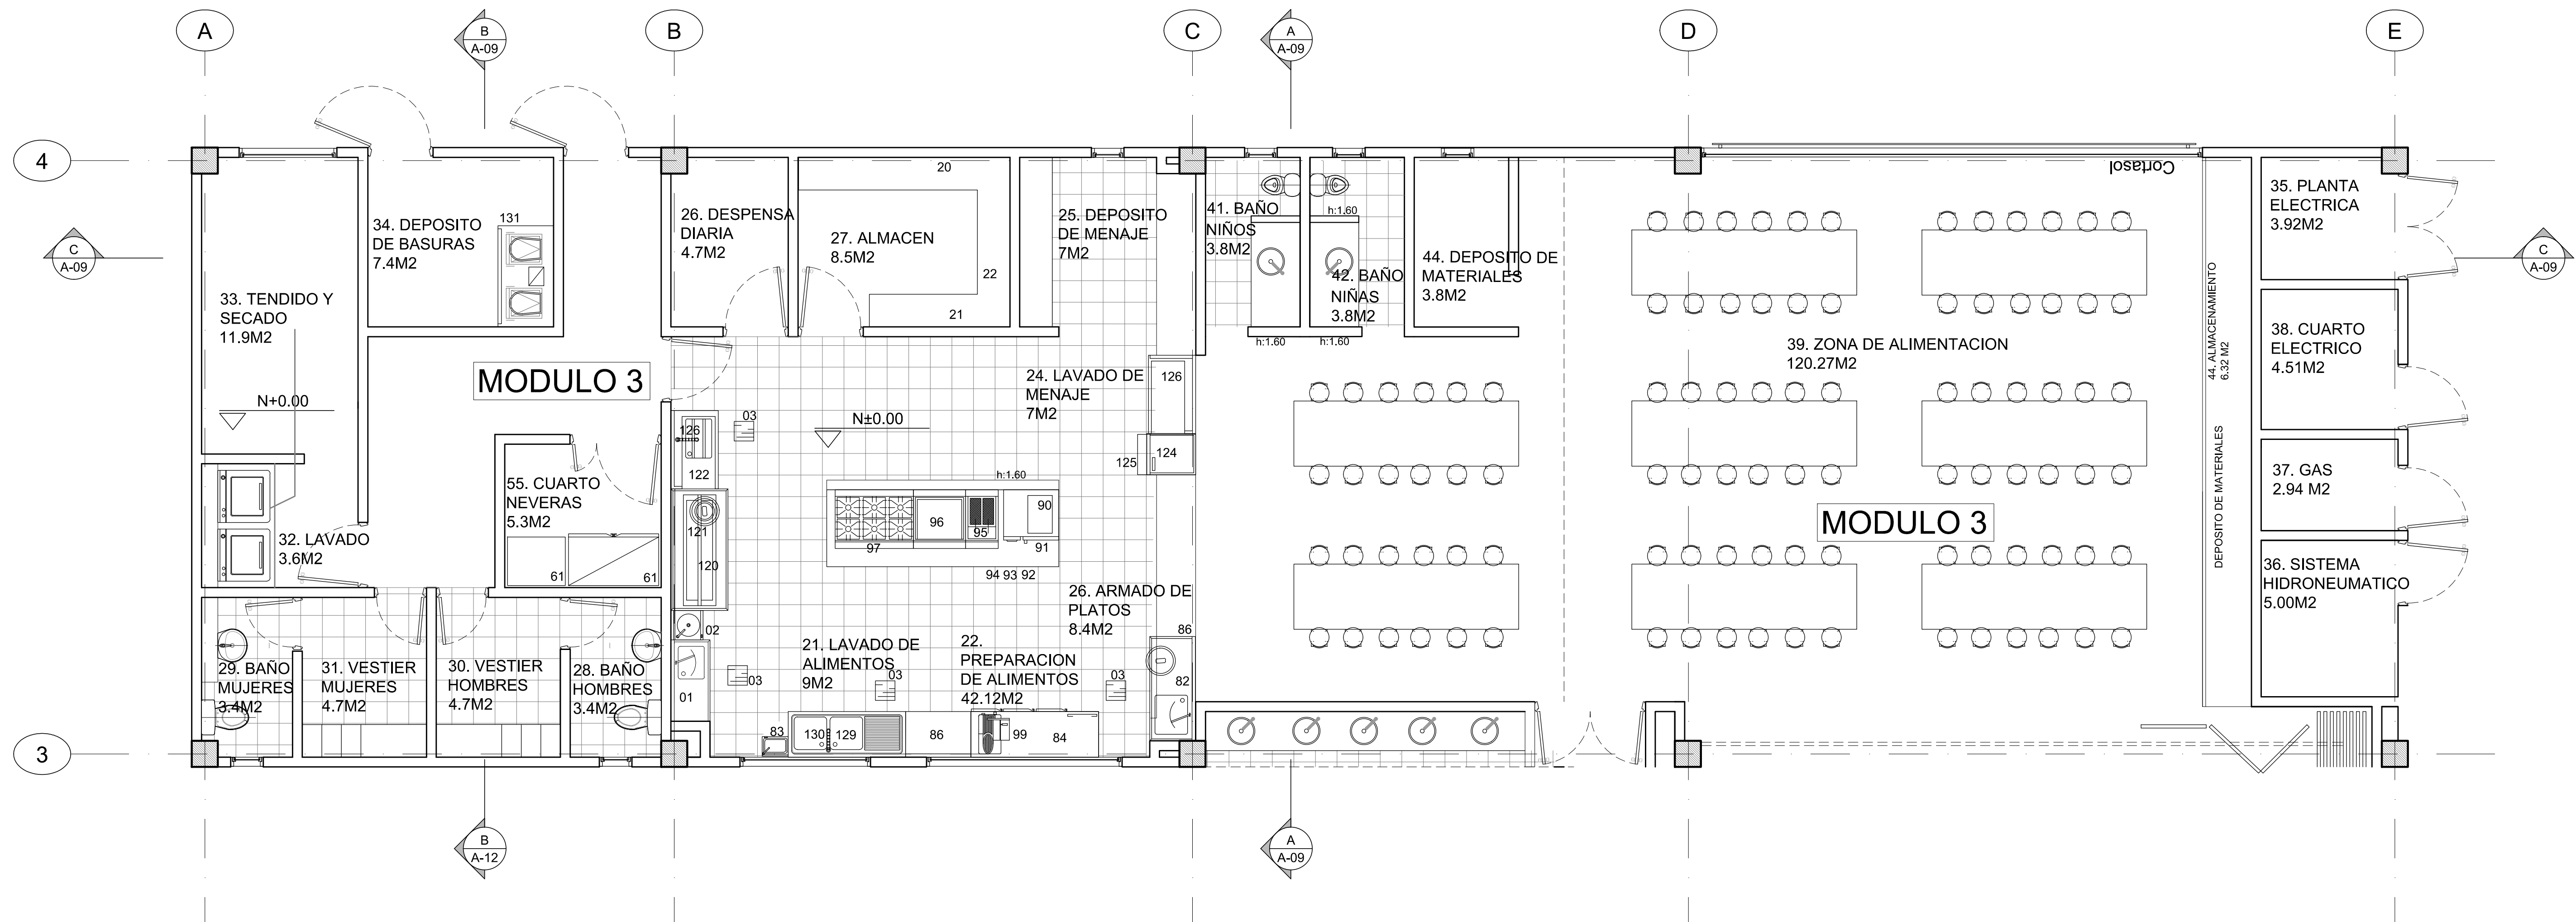 A
B
A-09
B
C
A
A-09
D
E
4
3
C
A-09
C
A-09
33. TENDIDO Y
SECADO
11.9M2
N+0.00
34. DEPOSITO
DE BASURAS
7.4M2
131
MODULO 3
55. CUARTO
NEVERAS
5.3M2
61
61
32. LAVADO
3.6M2
29. BAÑO
MUJERES
3.4M2
31. VESTIER
MUJERES
4.7M2
30. VESTIER
HOMBRES
4.7M2
28. BAÑO
HOMBRES
3.4M2
26. DESPENSA
DIARIA
4.7M2
27. ALMACEN
8.5M2
20
22
21
25. DEPOSITO
DE MENAJE
7M2
24. LAVADO DE
MENAJE
7M2
N±0.00
126
124
125
03
126
122
121
120
02
01
h:1.60
96
95
90
97
91
94 93 92
26. ARMADO DE
PLATOS
8.4M2
86
82
21. LAVADO DE
ALIMENTOS
9M2
22.
PREPARACION
DE ALIMENTOS
42.12M2
03
03
03
83
130
129
86
99
84
41. BAÑO
NIÑOS
3.8M2
h:1.60
42. BAÑO
NIÑAS
3.8M2
h:1.60
h:1.60
44. DEPOSITO DE
MATERIALES
3.8M2
Cortasol
39. ZONA DE ALIMENTACION
120.27M2
MODULO 3
44. ALMACENAMIENTO
6.32 M2
DEPOSITO DE MATERIALES
35. PLANTA
ELECTRICA
3.92M2
38. CUARTO
ELECTRICO
4.51M2
37. GAS
2.94 M2
36. SISTEMA
HIDRONEUMATICO
5.00M2
B
A-12
A
A-09